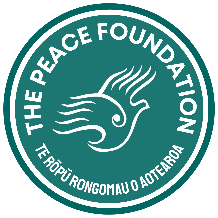 THE PEACE FOUNDATION
TE RŌPŪ RONGOMAU O AOTEAROA